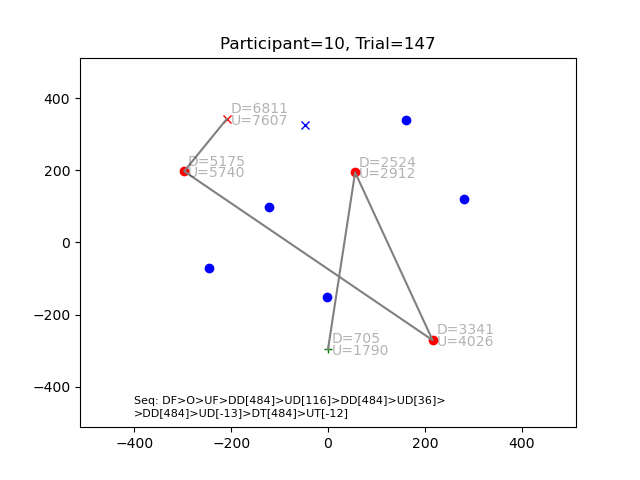 Participant=10, Trial=147
400
200
0
−200
−400
−400
−200
0
200
400
D=6811
U=7607
D=5175
U=5740
D=2524
U=2912
D=705
U=1790
D=3341
U=4026
Seq: DF>O>UF>DD[484]>UD[116]>DD[484]>UD[36]>
>DD[484]>UD[-13]>DT[484]>UT[-12]